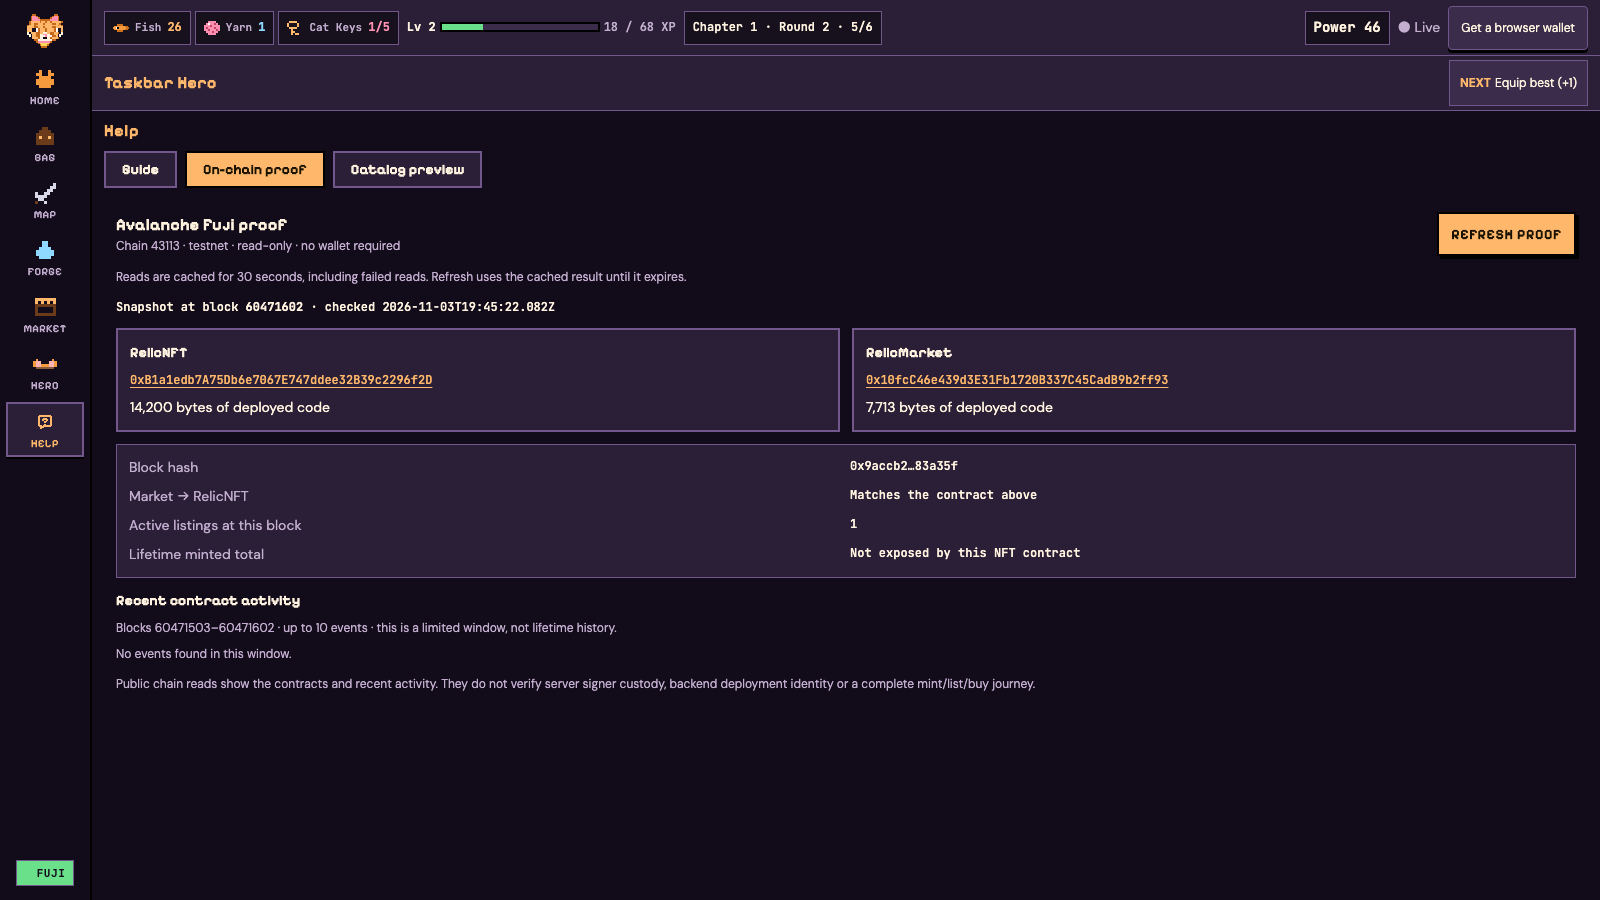 Fish 26
Yarn 1
Cat Keys 1/5
Lv 2
18 / 68 XP
Chapter 1 · Round 2 · 5/6
Power 46
Live
Get a browser wallet
HOME
BAG
MAP
FORGE
MARKET
HERO
HELP
FUJI
Taskbar Hero
NEXT Equip best (+1)
Help
Guide
On-chain proof
Catalog preview
Avalanche Fuji proof
Chain 43113 · testnet · read-only · no wallet required
REFRESH PROOF
Reads are cached for 30 seconds, including failed reads. Refresh uses the cached result until it expires.
Snapshot at block 60471602 · checked 2026-11-03T19:45:22.082Z
RelicNFT
0xB1a1edb7A75Db6e7067E747ddee32B39c2296f2D
14,200 bytes of deployed code
RelicMarket
0x10fcC46e439d3E31Fb1720B337C45CadB9b2ff93
7,713 bytes of deployed code
Block hash
0x9accb2…83a35f
Market → RelicNFT
Matches the contract above
Active listings at this block
1
Lifetime minted total
Not exposed by this NFT contract
Recent contract activity
Blocks 60471503–60471602 · up to 10 events · this is a limited window, not lifetime history.
No events found in this window.
Public chain reads show the contracts and recent activity. They do not verify server signer custody, backend deployment identity or a complete mint/list/buy journey.